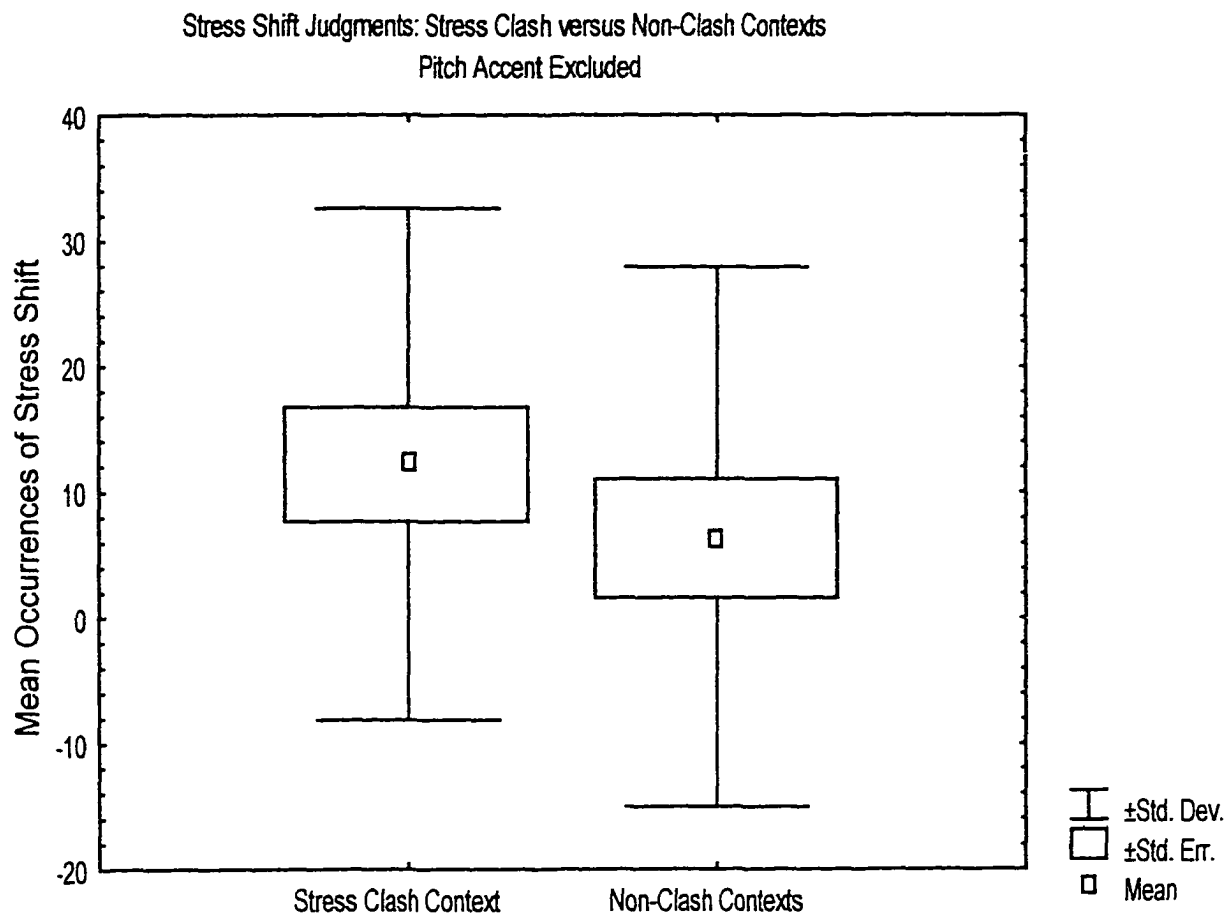 Stress Shift Judgments: Stress Clash versus Non-Clash Contexts
Pitch Accent Excluded
Mean Occurrences of Stress Shift
40
30
20
10
0
-10
-20
Stress Clash Context
Non-Clash Contexts
±Std. Dev.
±Std. Err.
Mean